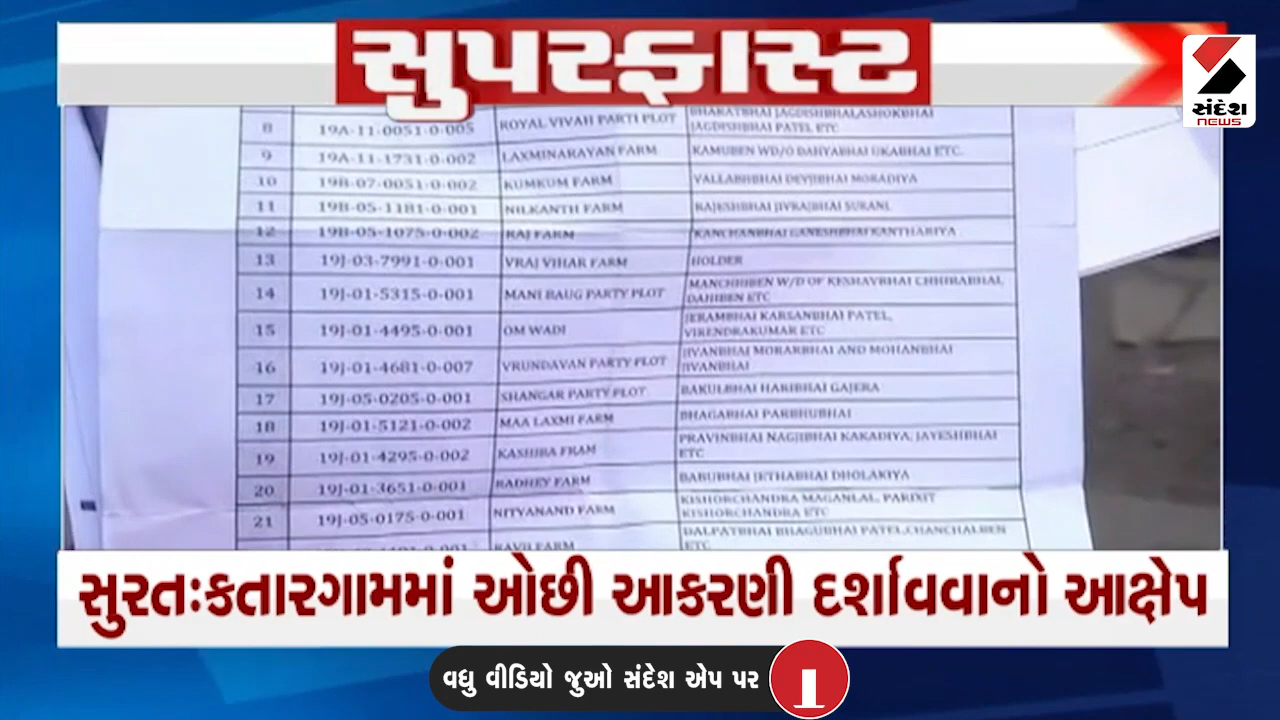 સુપરફાસ્ટ
સંદેશ
NEWS
8 19A-11-0051-0-005 ROYAL VIVAH PARTI PLOT BHARATBHAI JAGDISHBHAI,ASHOKBHAI
JAGDISHBHAI PATEL ETC
9 19A-11-1731-0-002 LAXMINARAYAN FARM KAMUBEN WD/O DAHYABHAI UKABHAI ETC.
10 19B-07-0051-0-002 KUMKUM FARM VALLABHBHAI DEVJIBHAI MORADIYA
11 19B-05-1181-0-001 NILKANTH FARM RAJESHBHAI JIVRAJBHAI SURANI.
12 19B-05-1075-0-002 RAJ FARM KANCHANBHAI GANESHBHAI KANTHARIYA
13 19J-03-7991-0-001 VRAJ VIHAR FARM HOLDER
14 19J-01-5315-0-001 MANI BAUG PARTY PLOT MANCHHIBEN W/D OF KESHAVBHAI CHHIBABHAI,
DAHIBEN ETC
15 19J-01-4495-0-001 OM WADI JERAMBHAI KARSANBHAI PATEL,
VIRENDRAKUMAR ETC
16 19J-01-4681-0-007 VRUNDAVAN PARTY PLOT JIVANBHAI MORARBHAI AND MOHANBHAI
JIVANBHAI
17 19J-05-0205-0-001 SHANGAR PARTY PLOT BAKULBHAI HARIBHAI GAJERA
18 19J-01-5121-0-002 MAA LAXMI FARM BHAGABHAI PARBHUBHAI
19 19J-01-4295-0-002 KASHIBA FRAM PRAVINBHAI NAGJIBHAI KAKADIYA, JAYESHBHAI
ETC
20 19J-01-3651-0-001 RADHEY FARM BABUBHAI JETHABHAI DHOLAKIYA
21 19J-05-0175-0-001 NITYANAND FARM KISHORCHANDRA MAGANLAL, PARIXIT
KISHORCHANDRA ETC
RAVII FARM DALPATBHAI BHAGUBHAI PATEL,CHANCHALBEN
ETC
સુરતઃકતારગામમાં ઓછી આકરણી દર્શાવવાનો આક્ષેપ
વધુ વીડિયો જુઓ સંદેશ એપ પર
1